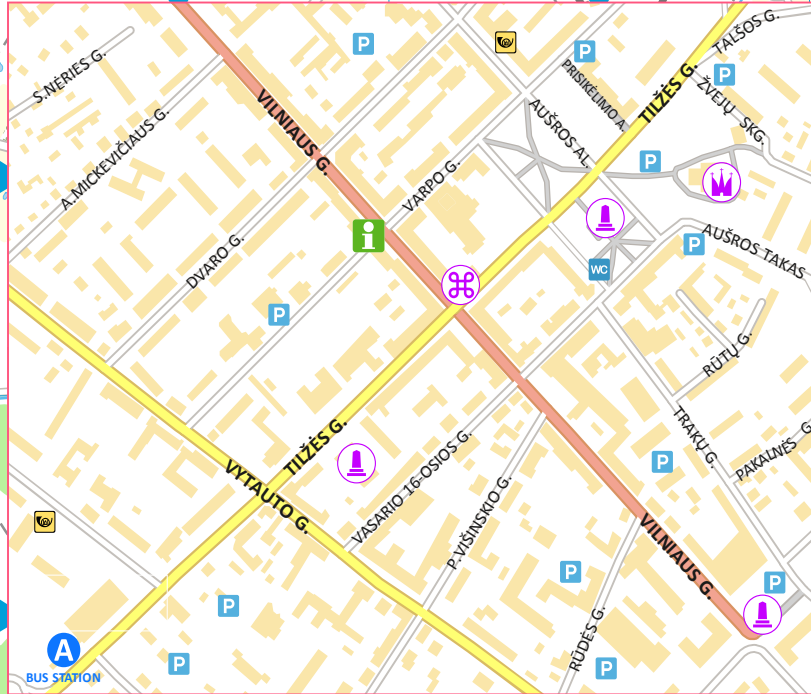 P
TALŠOS G.
S.NĖRIES G.
P
PRISIKĖLIMO A.
TILŽĖS G.
P
ŽVEJŲ SKG.
VILNIAUS G.
AUŠROS AL.
A.MICKEVIČIAUS G.
P
VARPO G.
i
AUŠROS TAKAS
P
DVARO G.
WC
P
RŪTŲ G.
TILŽĖS G.
TRAKŲ G.
PAKALNĖS G
VYTAUTO G.
VASARIO 16-OSIOS G.
P
P.VIŠINSKIO G.
VILNIAUS G.
P
P
P
RŪDĖS G.
A
BUS STATION
P
P